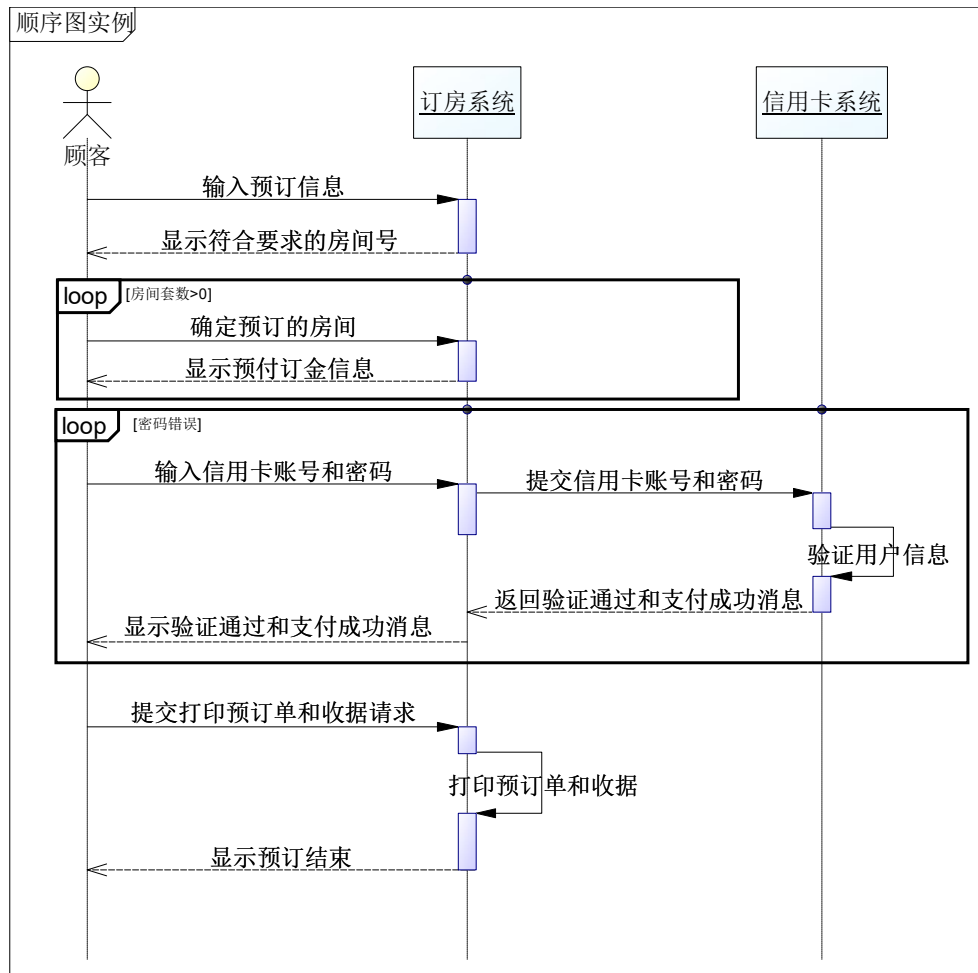 顺序图实例
顾客
订房系统
信用卡系统
输入预订信息
显示符合要求的房间号
loop
[房间套数>0]
确定预订的房间
显示预付订金信息
loop
[密码错误]
输入信用卡账号和密码
提交信用卡账号和密码
验证用户信息
返回验证通过和支付成功消息
显示验证通过和支付成功消息
提交打印预订单和收据请求
打印预订单和收据
显示预订结束